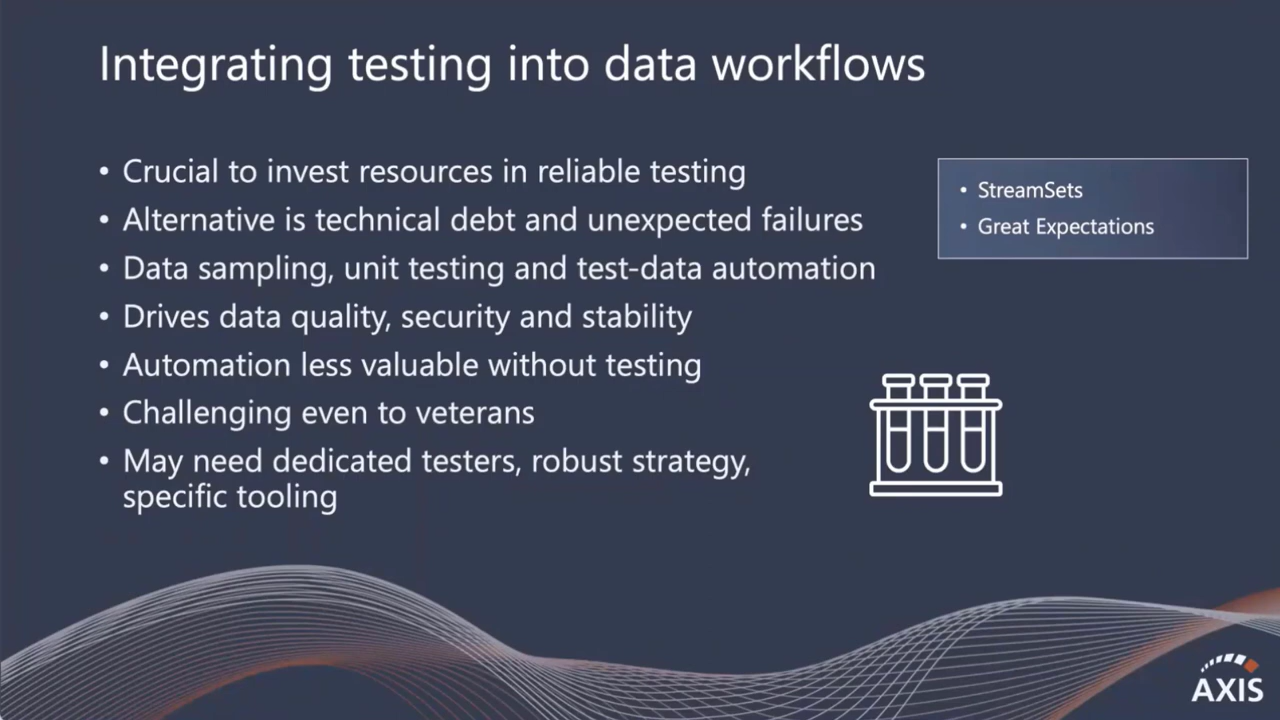 Integrating testing into data workflows
• Crucial to invest resources in reliable testing
• Alternative is technical debt and unexpected failures
• Data sampling, unit testing and test-data automation
• Drives data quality, security and stability
• Automation less valuable without testing
• Challenging even to veterans
• May need dedicated testers, robust strategy,
specific tooling
• StreamSets
• Great Expectations
AXIS